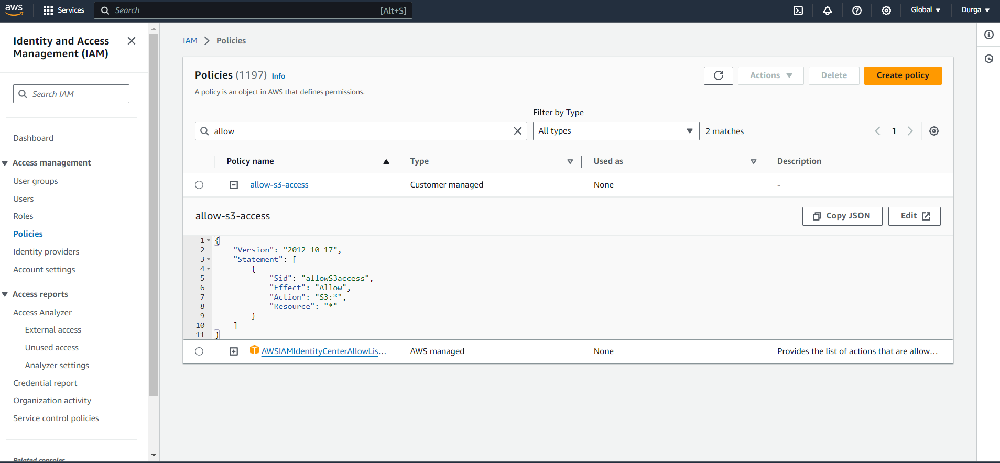 aws Services Search [Alt+S] Global Durga
Identity and Access
Management (IAM)
Search IAM
Dashboard
Access management
User groups
Users
Roles
Policies
Identity providers
Account settings
Access reports
Access Analyzer
External access
Unused access
Analyzer settings
Credential report
Organization activity
Service control policies
Related consoles
IAM Policies
Policies (1197) Info
Actions Delete Create policy
A policy is an object in AWS that defines permissions.
Filter by Type
allow All types 2 matches 1
Policy name Type Used as Description
allow-s3-access Customer managed None -
allow-s3-access Copy JSON Edit
1 {
2 "Version": "2012-10-17",
3 "Statement": [
4 {
5 "Sid": "allowS3access",
6 "Effect": "Allow",
7 "Action": "S3:*",
8 "Resource": "*"
9 }
10 ]
11 }
AWSIAMIdentityCenterAllowLis... AWS managed None Provides the list of actions that are allow...